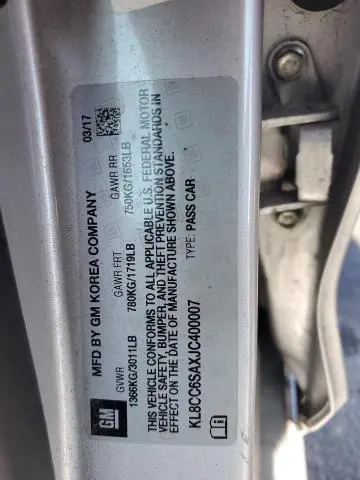 MFD BY GM KOREA COMPANY
03/17
GVWR
GAWR FRT
GAWR RR
1366KG/3011LB
780KG/1719LB
750KG/1653LB
THIS VEHICLE CONFORMS TO ALL APPLICABLE U.S. FEDERAL MOTOR
VEHICLE SAFETY, BUMPER, AND THEFT PREVENTION STANDARDS IN
EFFECT ON THE DATE OF MANUFACTURE SHOWN ABOVE.
KL8CC6SAXJC400007
TYPE: PASS CAR
GM